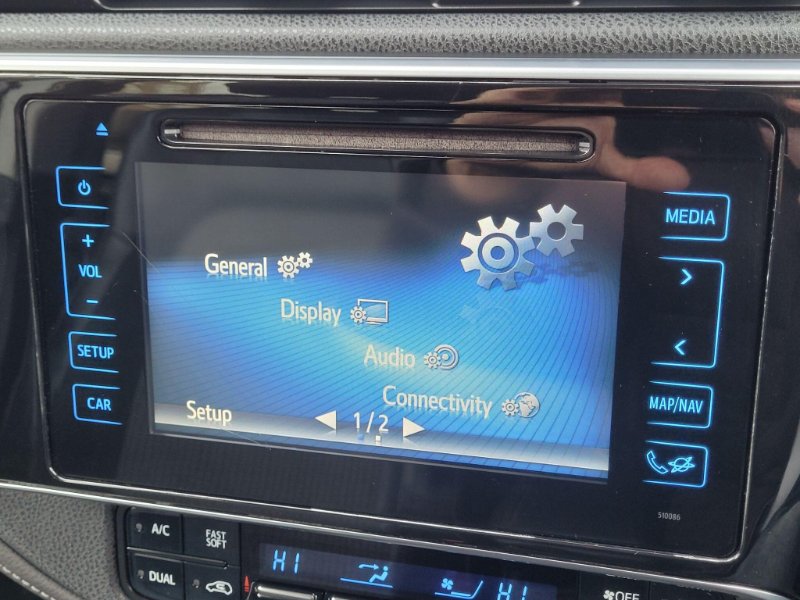 MEDIA
+
VOL
−
General
>
Display
SETUP
Audio
<
CAR
Connectivity
MAP/NAV
Setup
1/2
510086
A/C
FAST
SOFT
HI
HI
DUAL
OFF